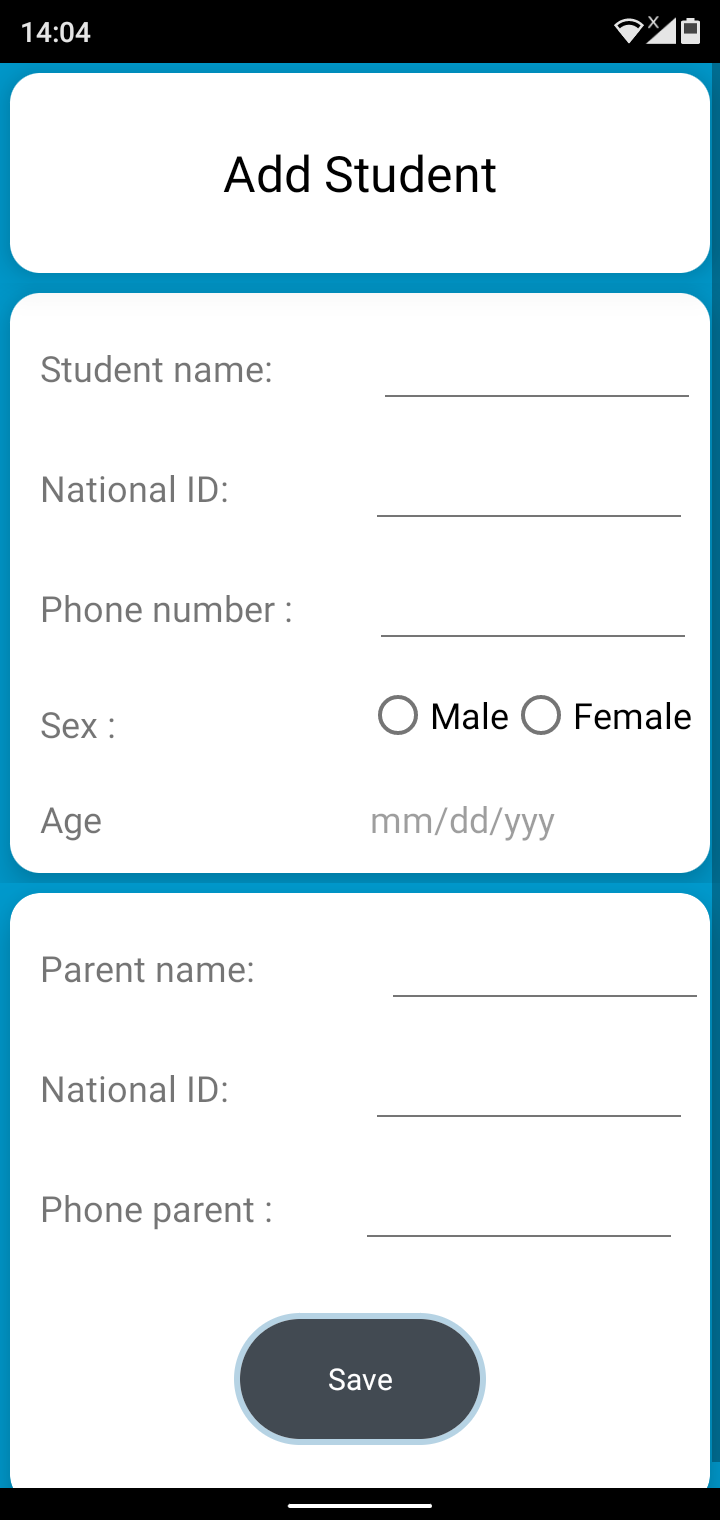 14:04
Add Student
Student name:
National ID:
Phone number :
Sex :
Male
Female
Age
mm/dd/yyy
Parent name:
National ID:
Phone parent :
Save